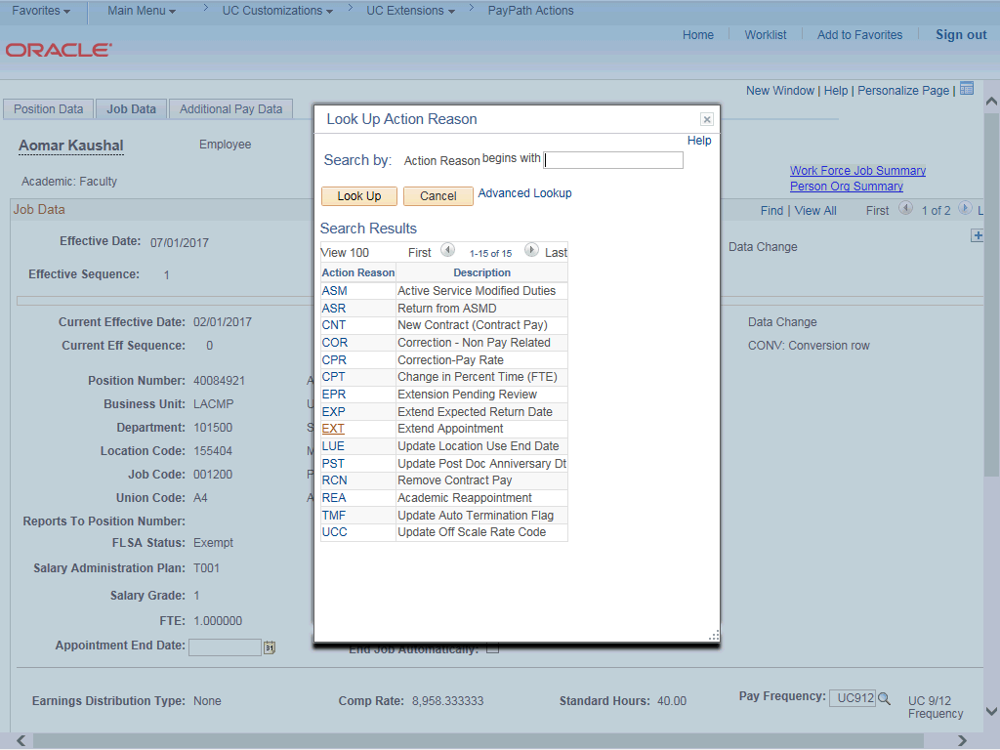 Favorites Main Menu > UC Customizations > UC Extensions > PayPath Actions
Home Worklist Add to Favorites Sign out
ORACLE
New Window | Help | Personalize Page |
Position Data Job Data Additional Pay Data
Aomar Kaushal Employee
Academic: Faculty
Work Force Job Summary
Person Org Summary
Job Data Find | View All First 1 of 2 L
Effective Date: 07/01/2017
Data Change
Effective Sequence: 1
Current Effective Date: 02/01/2017 Data Change
Current Eff Sequence: 0 CONV: Conversion row
Position Number: 40084921
Business Unit: LACMP
Department: 101500
Location Code: 155404
Job Code: 001200
Union Code: A4
Reports To Position Number:
FLSA Status: Exempt
Salary Administration Plan: T001
Salary Grade: 1
FTE: 1.000000
Appointment End Date: 31 End Job Automatically:
Earnings Distribution Type: None Comp Rate: 8,958.333333 Standard Hours: 40.00 Pay Frequency: UC912 UC 9/12
Frequency
Look Up Action Reason
Help
Search by: Action Reason begins with
Look Up Cancel Advanced Lookup
Search Results
View 100 First 1-15 of 15 Last
Action Reason Description
ASM Active Service Modified Duties
ASR Return from ASMD
CNT New Contract (Contract Pay)
COR Correction - Non Pay Related
CPR Correction-Pay Rate
CPT Change in Percent Time (FTE)
EPR Extension Pending Review
EXP Extend Expected Return Date
EXT Extend Appointment
LUE Update Location Use End Date
PST Update Post Doc Anniversary Dt
RCN Remove Contract Pay
REA Academic Reappointment
TMF Update Auto Termination Flag
UCC Update Off Scale Rate Code